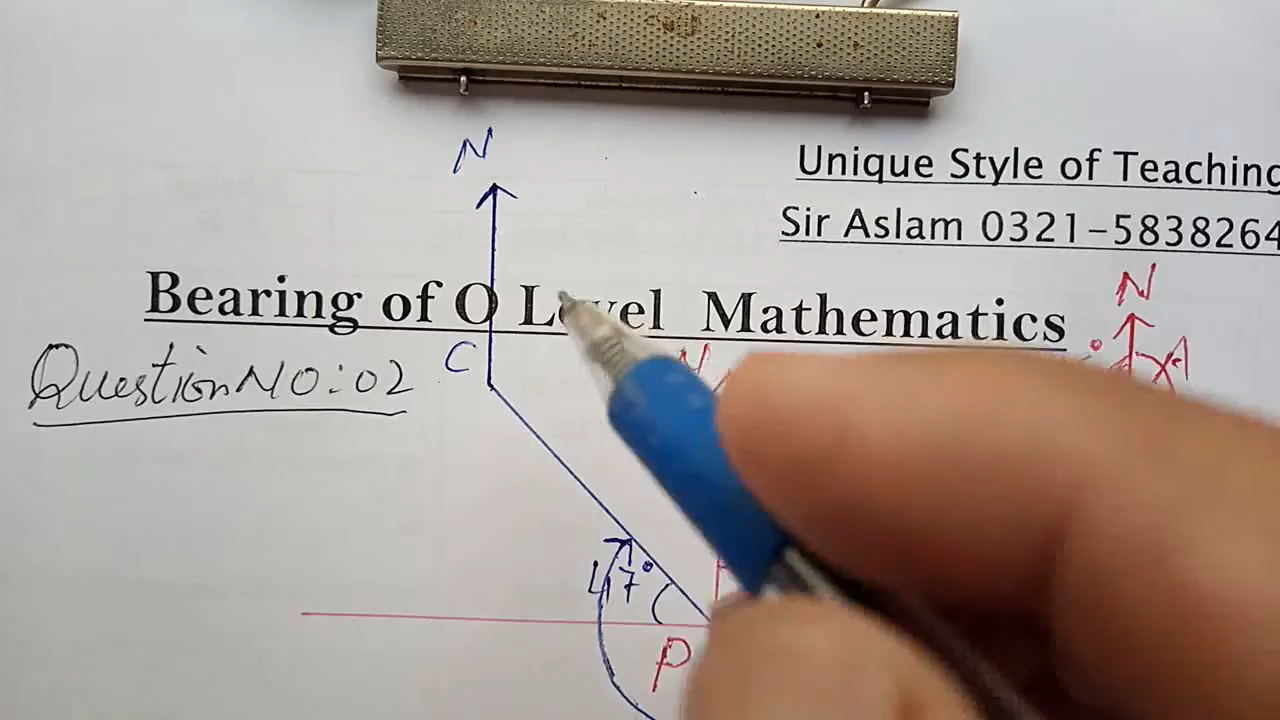 N
Unique Style of Teaching
Sir Aslam 0321-5838264
N
Bearing of O Level Mathematics
C
N
A
Question NO:02
47°
P